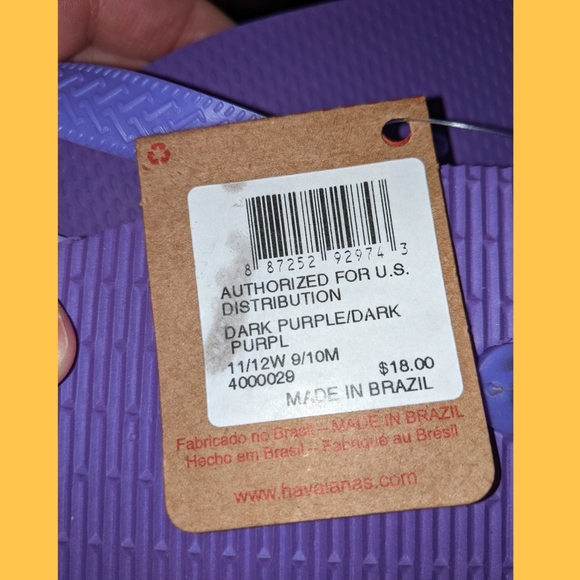 8 87252 92974 3
AUTHORIZED FOR U.S.
DISTRIBUTION
DARK PURPLE/DARK
PURPL
11/12W 9/10M
4000029 $18.00
MADE IN BRAZIL
Fabricado no Brasil – MADE IN BRAZIL
Hecho em Brasil – Fabriqué au Brésil
www.havaianas.com